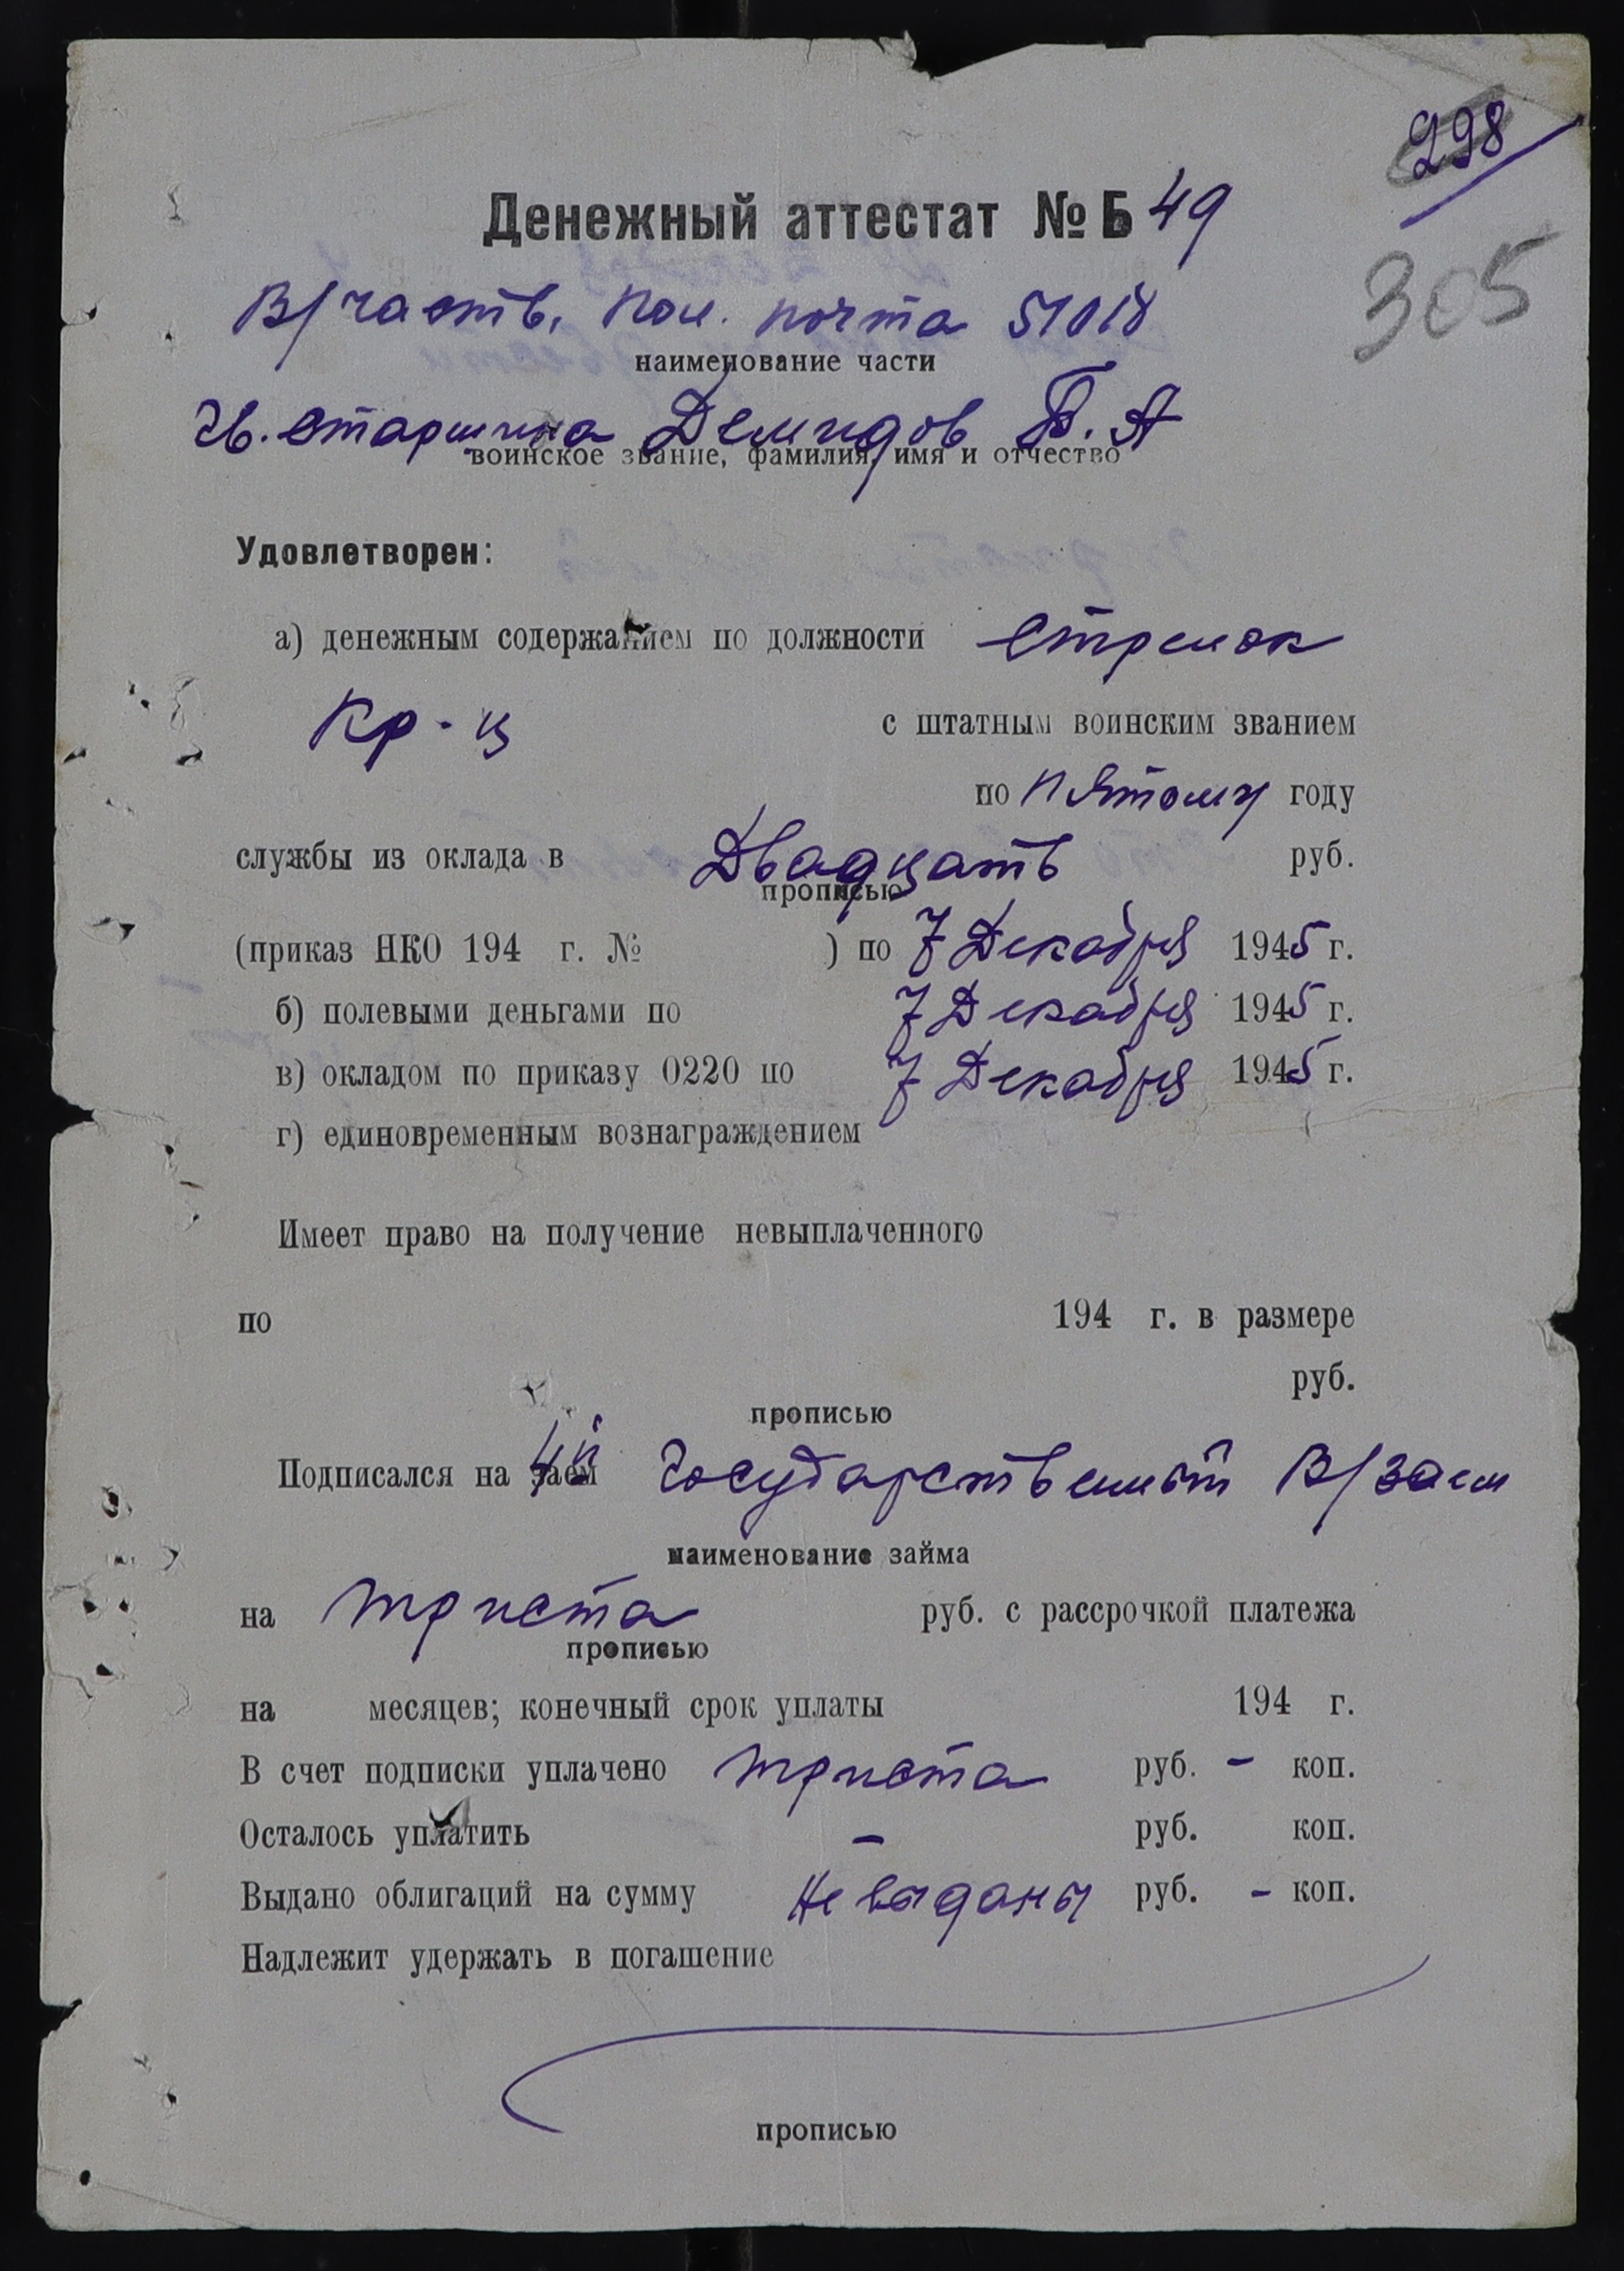 298
305
Денежный аттестат № Б 49
В/часть, пол. почта 51018
наименование части
Гв. старшина Демидов Б. А
воинское звание, фамилия, имя и отчество
Удовлетворен:
а) денежным содержанием по должности стрелок
Кр-ц с штатным воинским званием
по пятому году
службы из оклада в Двадцать руб.
прописью
(приказ НКО 194 г. № ) по 7 Декабря 1945 г.
б) полевыми деньгами по 7 Декабря 1945 г.
в) окладом по приказу 0220 по 7 Декабря 1945 г.
г) единовременным вознаграждением
Имеет право на получение невыплаченного
по 194 г. в размере
руб.
прописью
Подписался на заем 4й Государственный В/заем
наименование займа
на триста руб. с рассрочкой платежа
прописью
на месяцев; конечный срок уплаты 194 г.
В счет подписки уплачено триста руб. - коп.
Осталось уплатить - руб. коп.
Выдано облигаций на сумму Не выданы руб. - коп.
Надлежит удержать в погашение
прописью